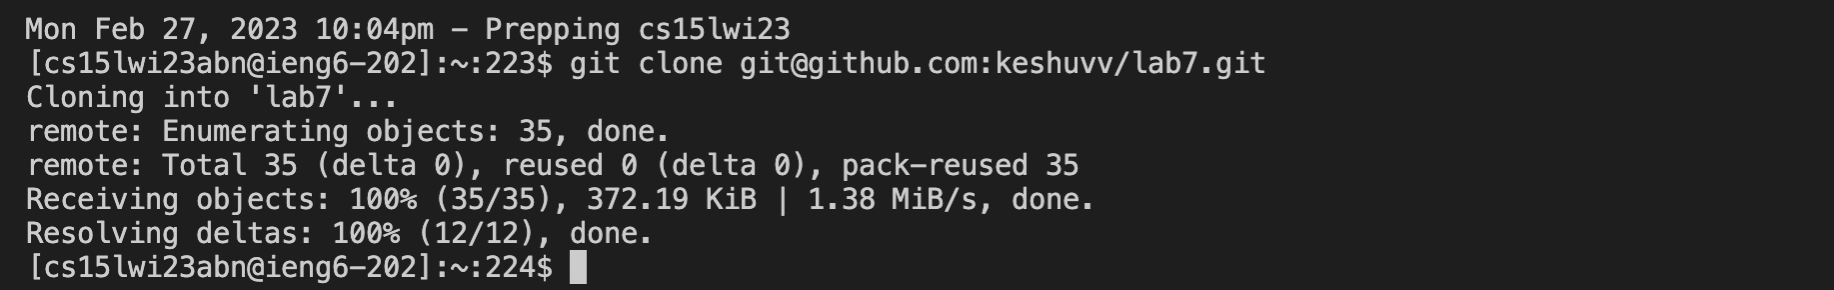 Mon Feb 27, 2023 10:04pm - Prepping cs15lwi23
[cs15lwi23abn@ieng6-202]:~:223$ git clone git@github.com:keshuvv/lab7.git
Cloning into 'lab7'...
remote: Enumerating objects: 35, done.
remote: Total 35 (delta 0), reused 0 (delta 0), pack-reused 35
Receiving objects: 100% (35/35), 372.19 KiB | 1.38 MiB/s, done.
Resolving deltas: 100% (12/12), done.
[cs15lwi23abn@ieng6-202]:~:224$